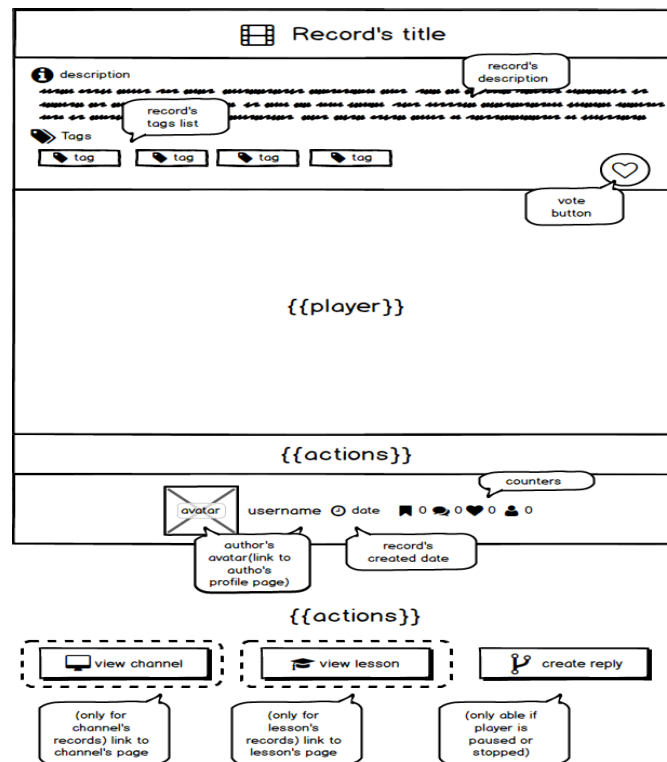 Record's title
description
record's
description
record's
tags list
Tags
tag tag tag tag
vote
button
{{player}}
{{actions}}
counters
avatar username date 0 0 0 0
author's
avatar(link to
autho's
profile page)
record's
created date
{{actions}}
view channel view lesson create reply
(only for
channel's
records) link to
channel's page
(only for
lesson's
records) link to
lesson's page
(only able if
player is
paused or
stopped)